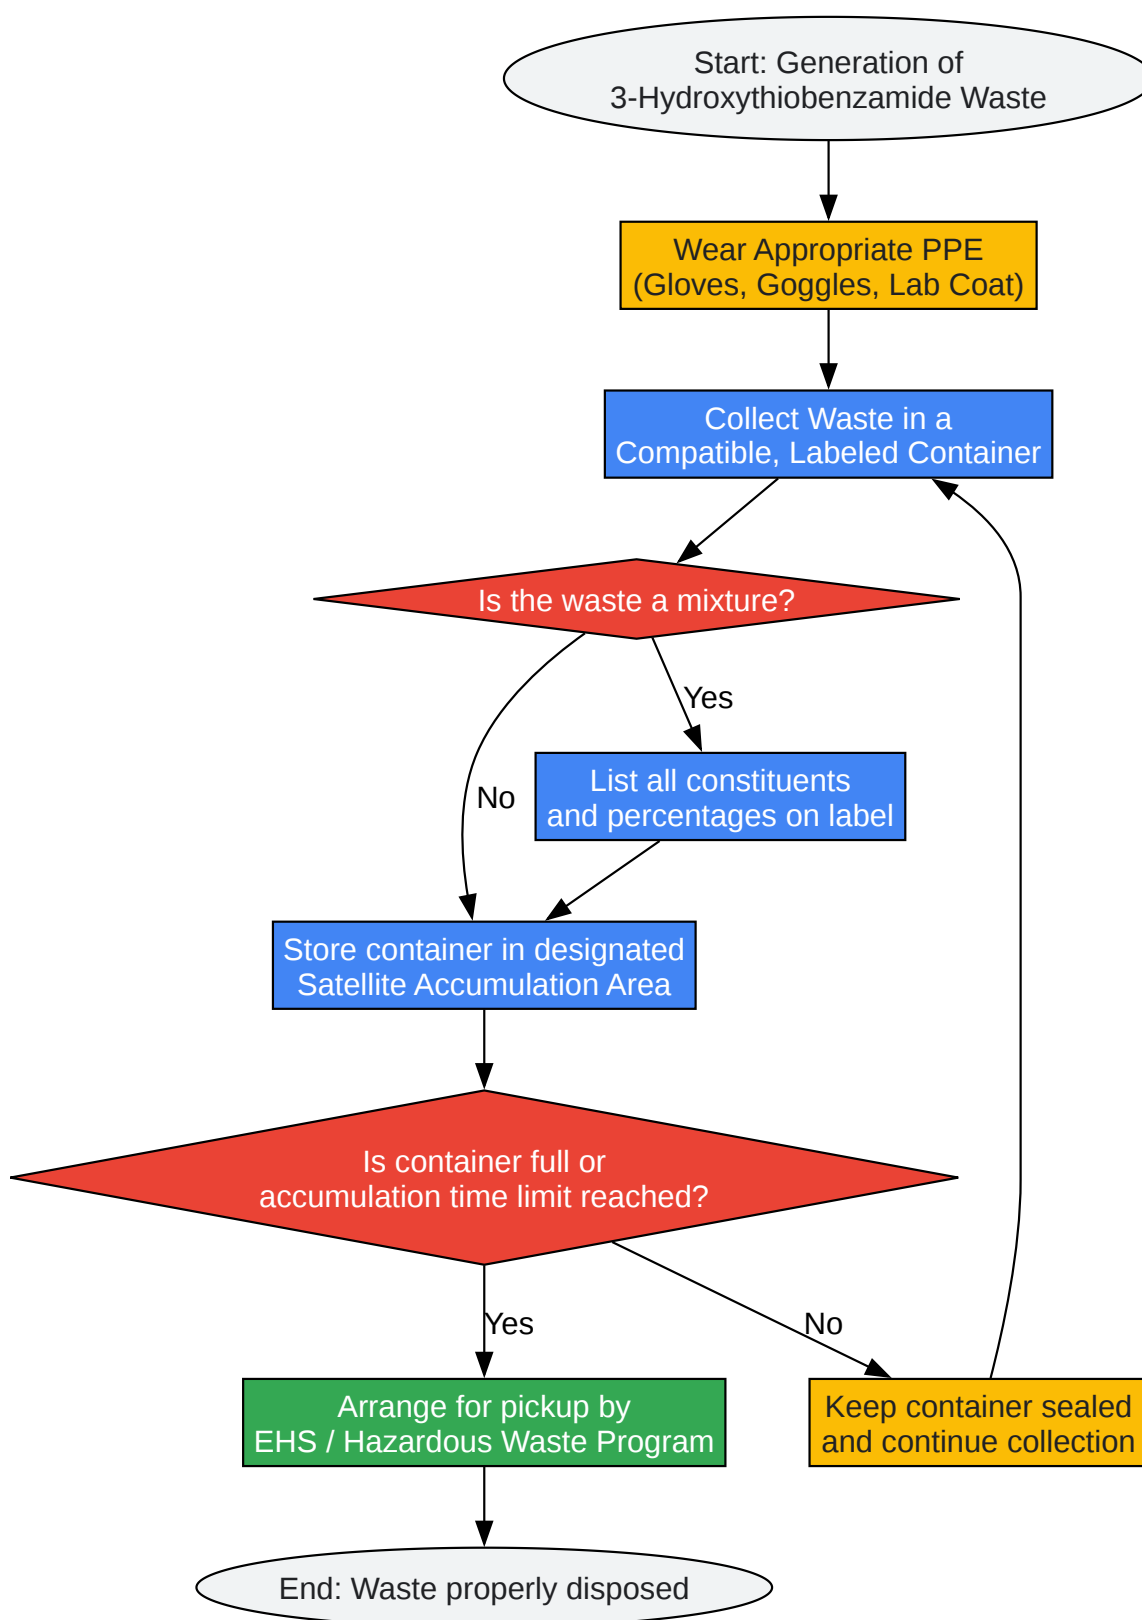 Start: Generation of
3-Hydroxythiobenzamide Waste
Wear Appropriate PPE
(Gloves, Goggles, Lab Coat)
Collect Waste in a
Compatible, Labeled Container
Is the waste a mixture?
Yes
No
List all constituents
and percentages on label
Store container in designated
Satellite Accumulation Area
Is container full or
accumulation time limit reached?
Yes
No
Arrange for pickup by
EHS / Hazardous Waste Program
Keep container sealed
and continue collection
End: Waste properly disposed